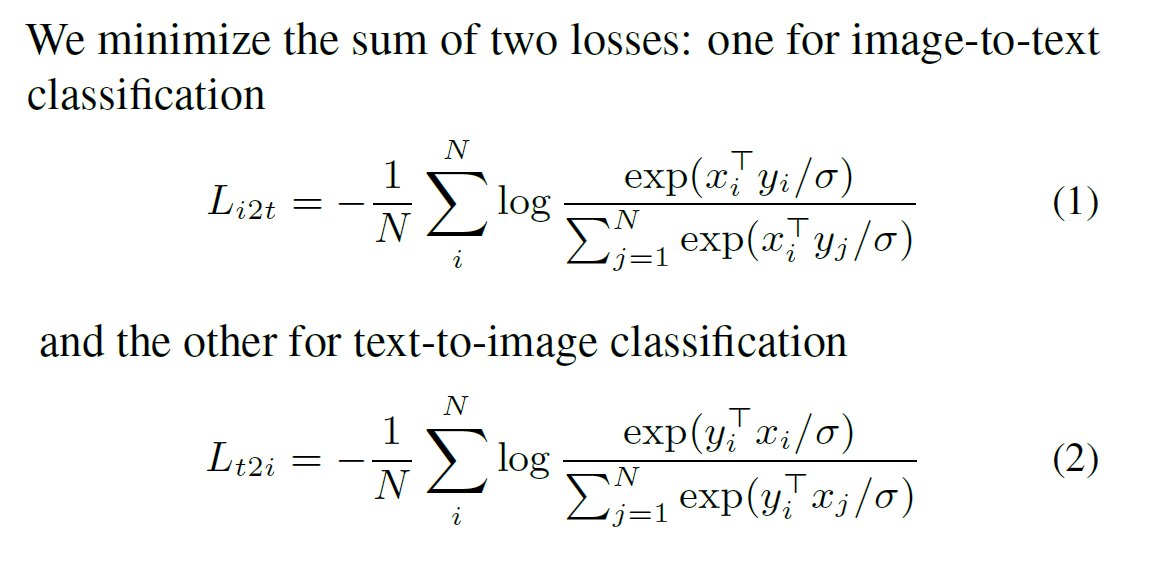 We minimize the sum of two losses: one for image-to-text
classification
$$L_{i2t} = -\frac{1}{N} \sum_{i}^{N} \log \frac{\exp(x_i^\top y_i / \sigma)}{\sum_{j=1}^{N} \exp(x_i^\top y_j / \sigma)} \quad (1)$$
and the other for text-to-image classification
$$L_{t2i} = -\frac{1}{N} \sum_{i}^{N} \log \frac{\exp(y_i^\top x_i / \sigma)}{\sum_{j=1}^{N} \exp(y_i^\top x_j / \sigma)} \quad (2)$$